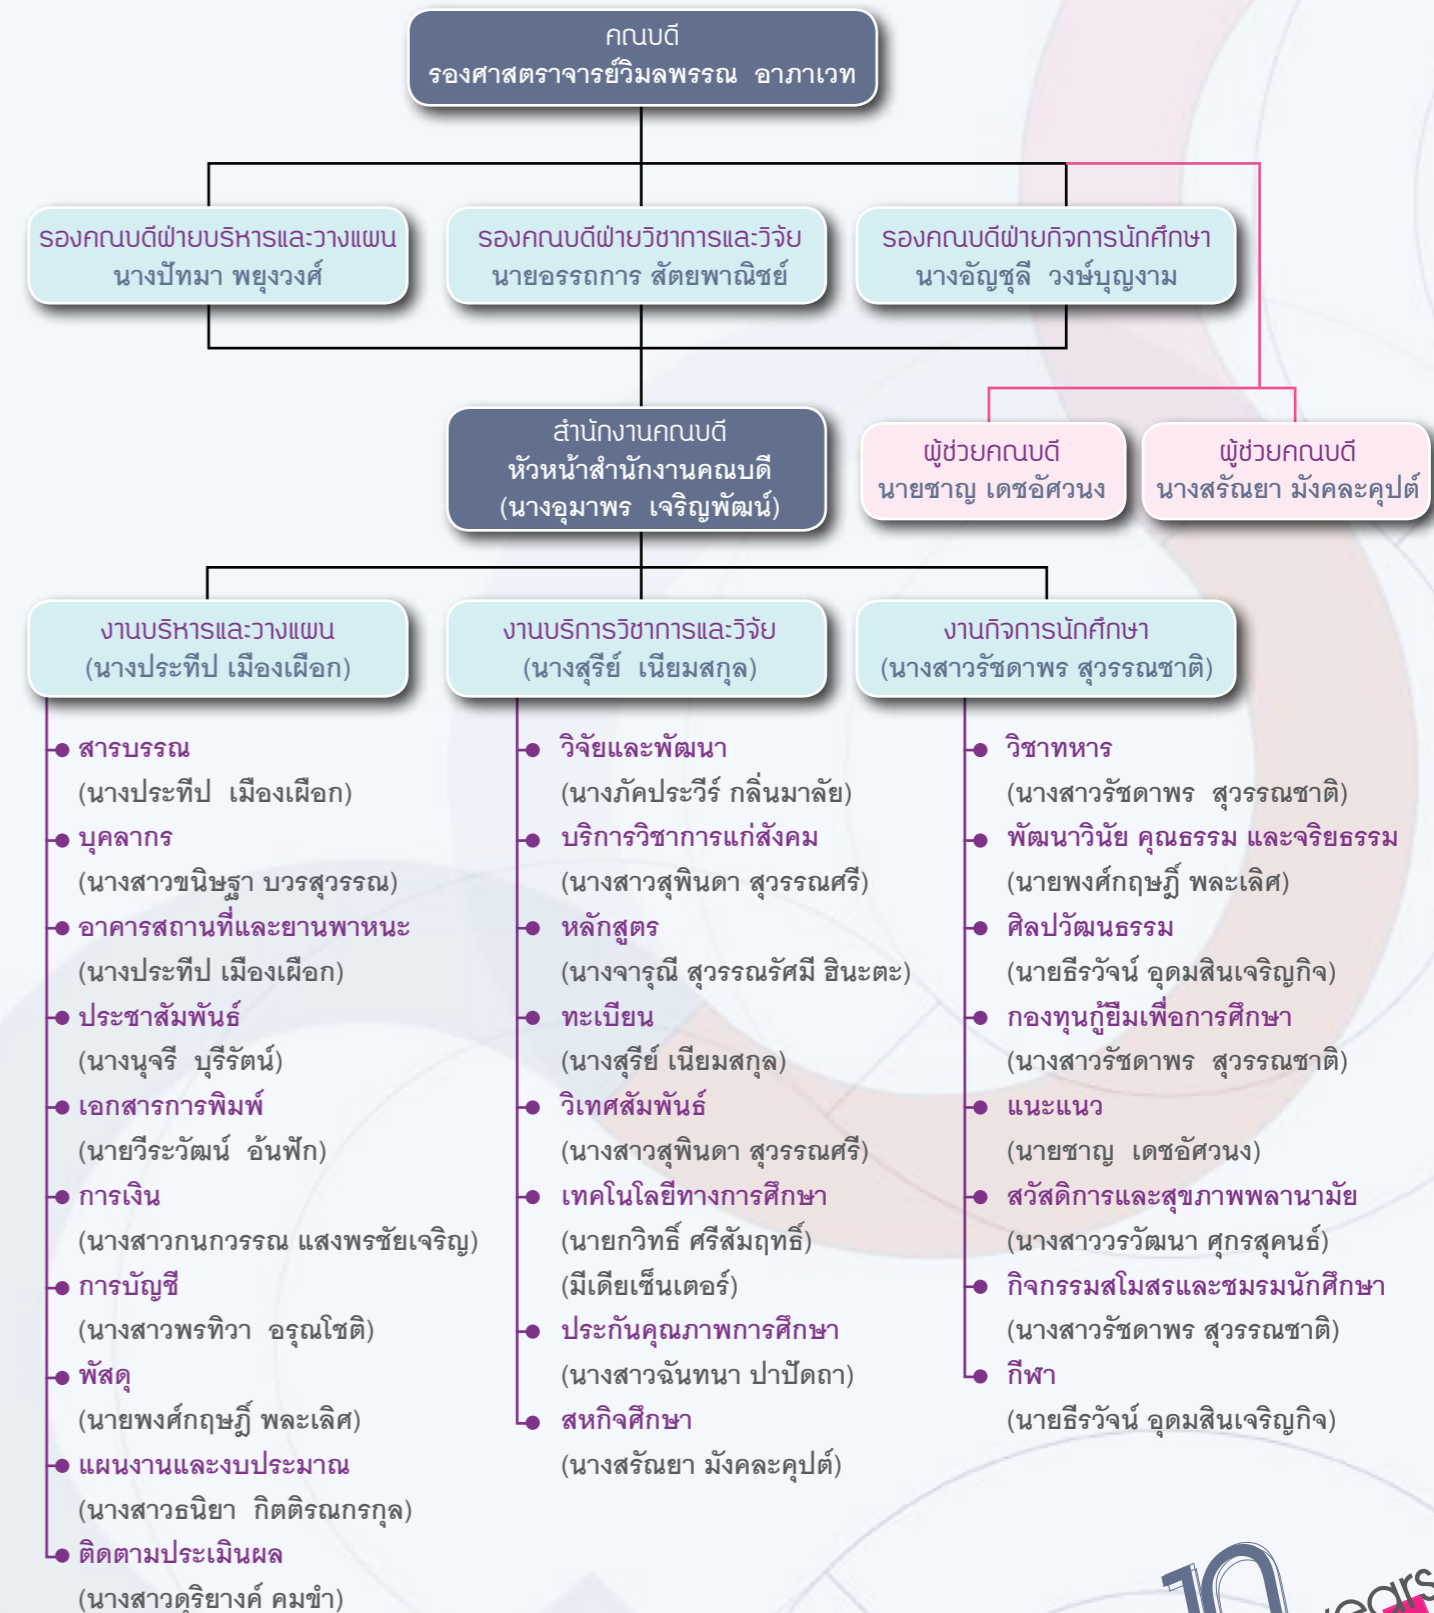 คณบดี
รองศาสตราจารย์วิมลพรรณ อาภาเวท
รองคณบดีฝ่ายบริหารและวางแผน
นางปัทมา พยุงวงศ์
รองคณบดีฝ่ายวิชาการและวิจัย
นายอรรถการ สัตยพาณิชย์
รองคณบดีฝ่ายกิจการนักศึกษา
นางอัญชุลี วงษ์บุญงาม
สำนักงานคณบดี
หัวหน้าสำนักงานคณบดี
(นางอุมาพร เจริญพัฒน์)
ผู้ช่วยคณบดี
นายชาญ เดชอัศวนง
ผู้ช่วยคณบดี
นางสรัณยา มังคละคุปต์
งานบริหารและวางแผน
(นางประทีป เมืองเผือก)
สารบรรณ
(นางประทีป เมืองเผือก)
บุคลากร
(นางสาวขนิษฐา บวรสุวรรณ)
อาคารสถานที่และยานพาหนะ
(นางประทีป เมืองเผือก)
ประชาสัมพันธ์
(นางนุจรี บุรีรัตน์)
เอกสารการพิมพ์
(นายวีระวัฒน์ อ้นฟัก)
การเงิน
(นางสาวกนกวรรณ แสงพรชัยเจริญ)
การบัญชี
(นางสาวพรทิวา อรุณโชติ)
พัสดุ
(นายพงศ์กฤษฎิ์ พละเลิศ)
แผนงานและงบประมาณ
(นางสาวธนิยา กิตติรณกรกุล)
ติดตามประเมินผล
(นางสาวดุริยางค์ คมขำ)
งานบริการวิชาการและวิจัย
(นางสุรีย์ เนียมสกุล)
วิจัยและพัฒนา
(นางภัคประวีร์ กลิ่นมาลัย)
บริการวิชาการแก่สังคม
(นางสาวสุพินดา สุวรรณศรี)
หลักสูตร
(นางจารุณี สุวรรณรัศมี ฮินะตะ)
ทะเบียน
(นางสุรีย์ เนียมสกุล)
วิเทศสัมพันธ์
(นางสาวสุพินดา สุวรรณศรี)
เทคโนโลยีทางการศึกษา
(นายกวิทธิ์ ศรีสัมฤทธิ์)
(มีเดียเซ็นเตอร์)
ประกันคุณภาพการศึกษา
(นางสาวฉันทนา ปาปัดถา)
สหกิจศึกษา
(นางสรัณยา มังคละคุปต์)
งานกิจการนักศึกษา
(นางสาวรัชดาพร สุวรรณชาติ)
วิชาทหาร
(นางสาวรัชดาพร สุวรรณชาติ)
พัฒนาวินัย คุณธรรม และจริยธรรม
(นายพงศ์กฤษฎิ์ พละเลิศ)
ศิลปวัฒนธรรม
(นายธีรวัจน์ อุดมสินเจริญกิจ)
กองทุนกู้ยืมเพื่อการศึกษา
(นางสาวรัชดาพร สุวรรณชาติ)
แนะแนว
(นายชาญ เดชอัศวนง)
สวัสดิการและสุขภาพพลานามัย
(นางสาววรวัฒนา ศุกรสุคนธ์)
กิจกรรมสโมสรและชมรมนักศึกษา
(นางสาวรัชดาพร สุวรรณชาติ)
กีฬา
(นายธีรวัจน์ อุดมสินเจริญกิจ)
10